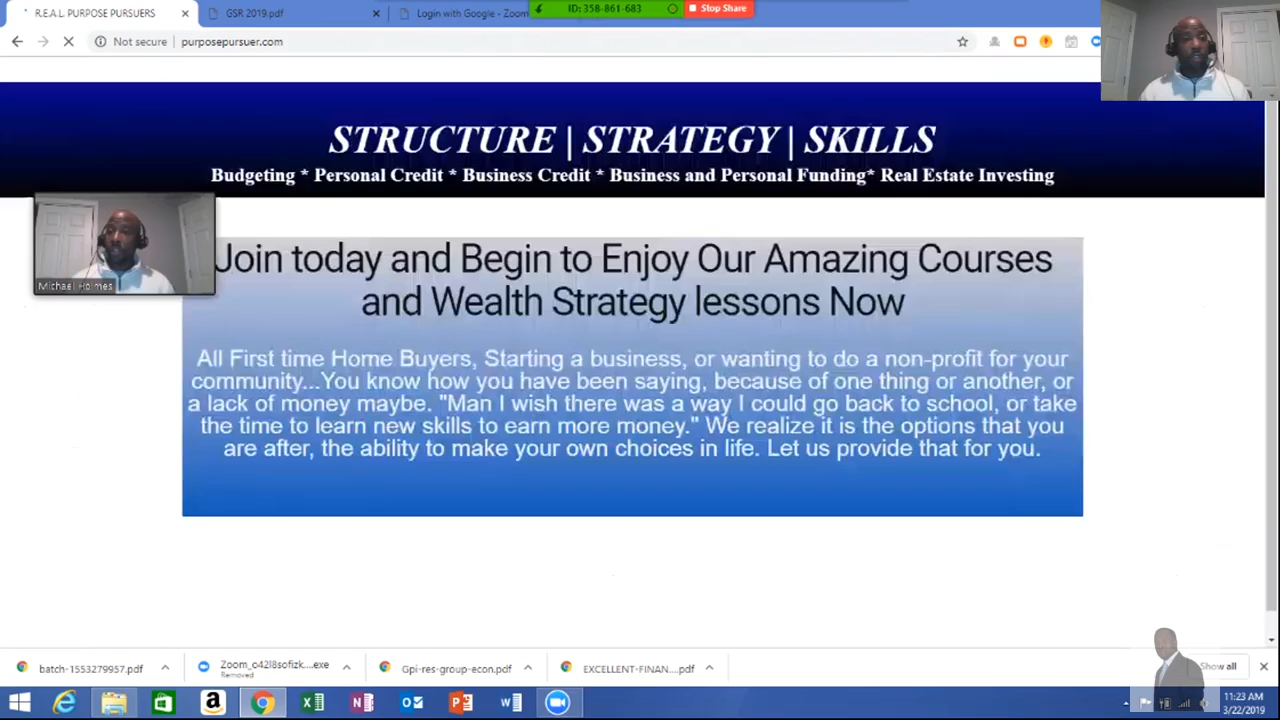 R.E.A.L. PURPOSE PURSUERS
GSR 2019.pdf
Login with Google - Zoom
ID: 358-861-683
Stop Share
Not secure
purposepursuer.com
STRUCTURE | STRATEGY | SKILLS
Budgeting * Personal Credit * Business Credit * Business and Personal Funding* Real Estate Investing
Michael Holmes
Join today and Begin to Enjoy Our Amazing Courses
and Wealth Strategy lessons Now
All First time Home Buyers, Starting a business, or wanting to do a non-profit for your
community...You know how you have been saying, because of one thing or another, or
a lack of money maybe. "Man I wish there was a way I could go back to school, or take
the time to learn new skills to earn more money." We realize it is the options that you
are after, the ability to make your own choices in life. Let us provide that for you.
batch-1553279957.pdf
Zoom_o42l8sofizk....exe
Removed
Gpi-res-group-econ.pdf
EXCELLENT-FINAN....pdf
Show all
11:23 AM
3/22/2019